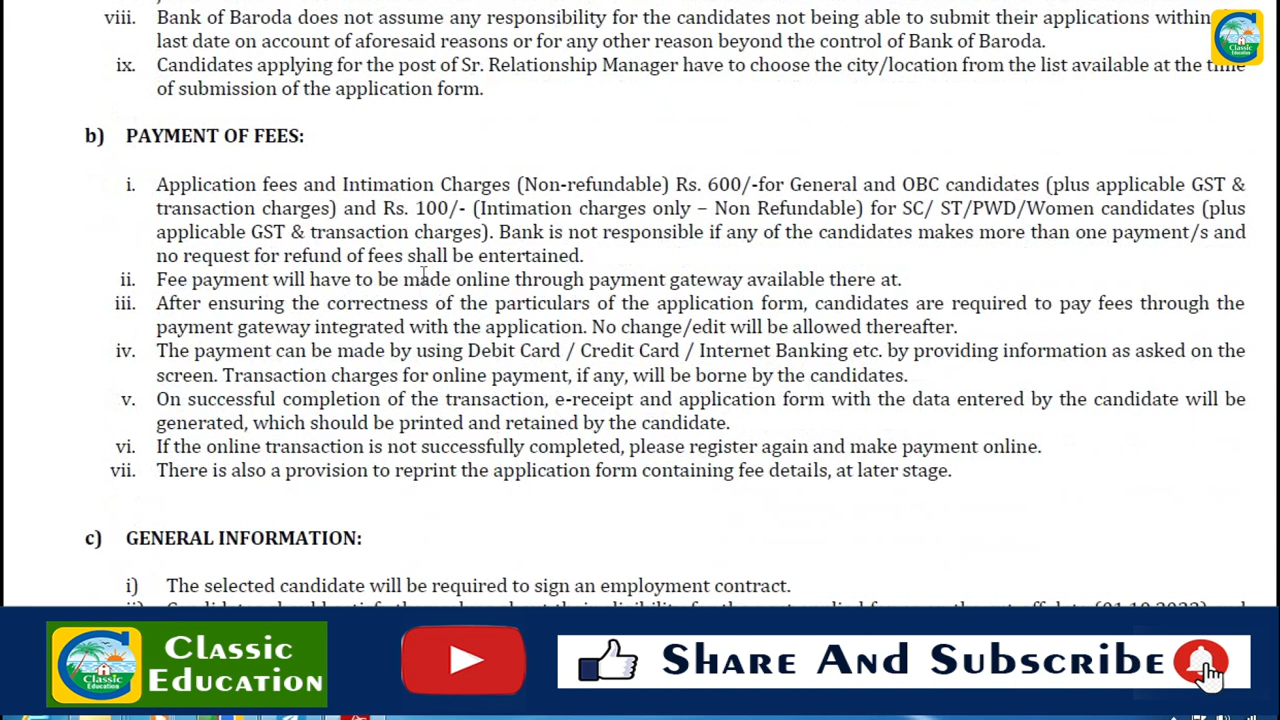 viii. Bank of Baroda does not assume any responsibility for the candidates not being able to submit their applications within
last date on account of aforesaid reasons or for any other reason beyond the control of Bank of Baroda.
ix. Candidates applying for the post of Sr. Relationship Manager have to choose the city/location from the list available at the time
of submission of the application form.
b) PAYMENT OF FEES:
i. Application fees and Intimation Charges (Non-refundable) Rs. 600/-for General and OBC candidates (plus applicable GST &
transaction charges) and Rs. 100/- (Intimation charges only – Non Refundable) for SC/ ST/PWD/Women candidates (plus
applicable GST & transaction charges). Bank is not responsible if any of the candidates makes more than one payment/s and
no request for refund of fees shall be entertained.
ii. Fee payment will have to be made online through payment gateway available there at.
iii. After ensuring the correctness of the particulars of the application form, candidates are required to pay fees through the
payment gateway integrated with the application. No change/edit will be allowed thereafter.
iv. The payment can be made by using Debit Card / Credit Card / Internet Banking etc. by providing information as asked on the
screen. Transaction charges for online payment, if any, will be borne by the candidates.
v. On successful completion of the transaction, e-receipt and application form with the data entered by the candidate will be
generated, which should be printed and retained by the candidate.
vi. If the online transaction is not successfully completed, please register again and make payment online.
vii. There is also a provision to reprint the application form containing fee details, at later stage.
c) GENERAL INFORMATION:
i) The selected candidate will be required to sign an employment contract.
Classic
Education
Classic
Education
Classic
Education
Share And Subscribe